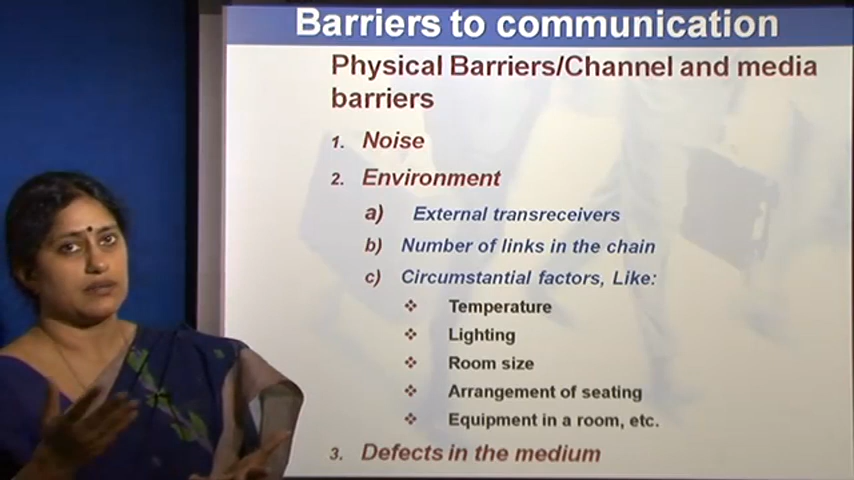 Barriers to communication
Physical Barriers/Channel and media
barriers
1. Noise
2. Environment
a) External transreceivers
b) Number of links in the chain
c) Circumstantial factors, Like:
❖ Temperature
❖ Lighting
❖ Room size
❖ Arrangement of seating
❖ Equipment in a room, etc.
3. Defects in the medium